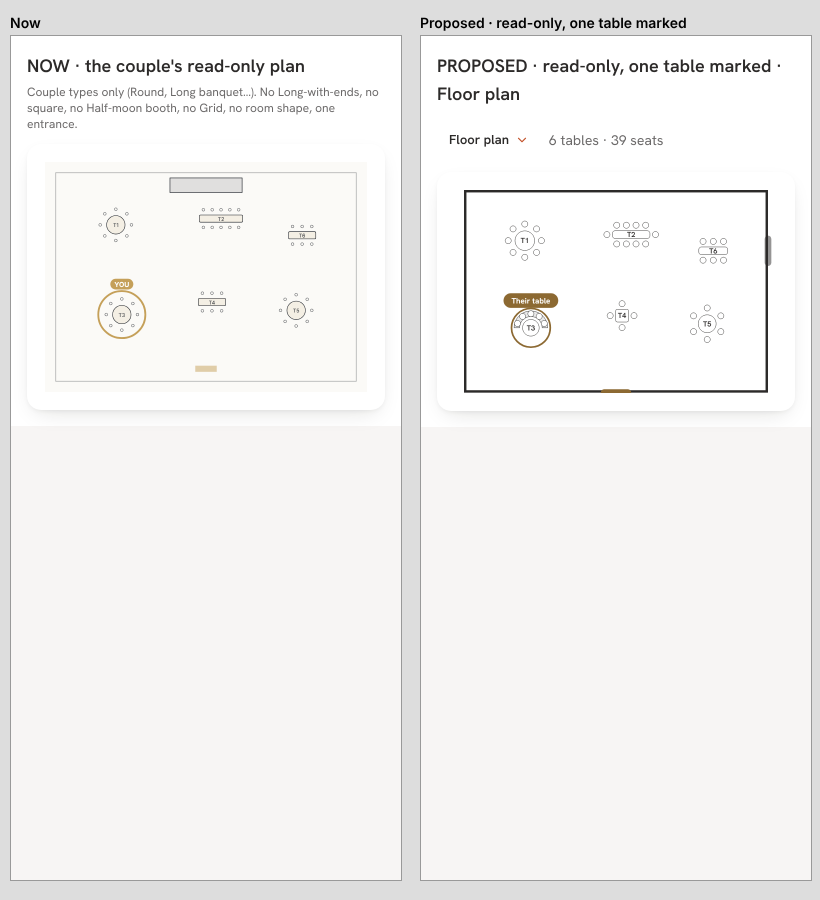 Now
NOW · the couple's read-only plan
Couple types only (Round, Long banquet...). No Long-with-ends, no
square, no Half-moon booth, no Grid, no room shape, one
entrance.
T1
T2
T6
YOU
T3
T4
T5
Proposed · read-only, one table marked
PROPOSED · read-only, one table marked ·
Floor plan
Floor plan
6 tables · 39 seats
T1
T2
T6
Their table
T3
T4
T5